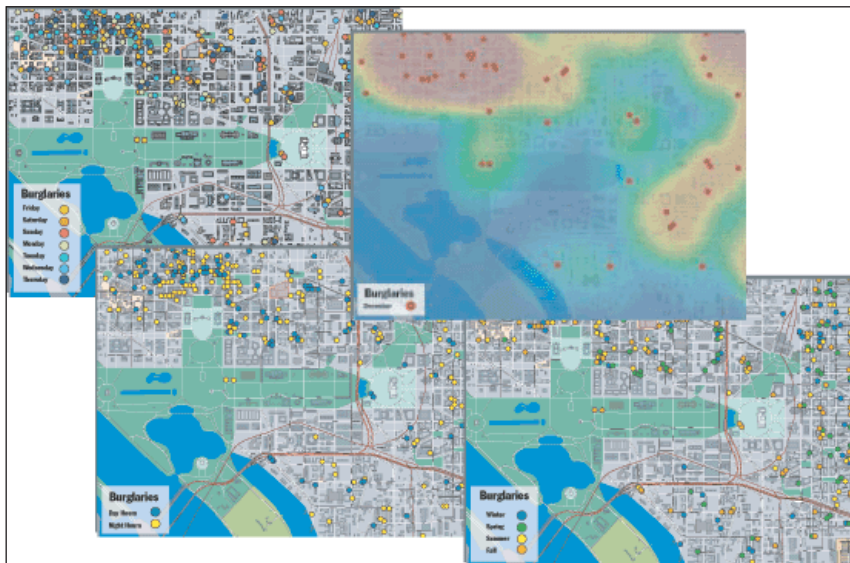 Burglaries
Friday
Saturday
Sunday
Monday
Tuesday
Wednesday
Thursday
Burglaries
December
Burglaries
Day Hours
Night Hours
Burglaries
Winter
Spring
Summer
Fall